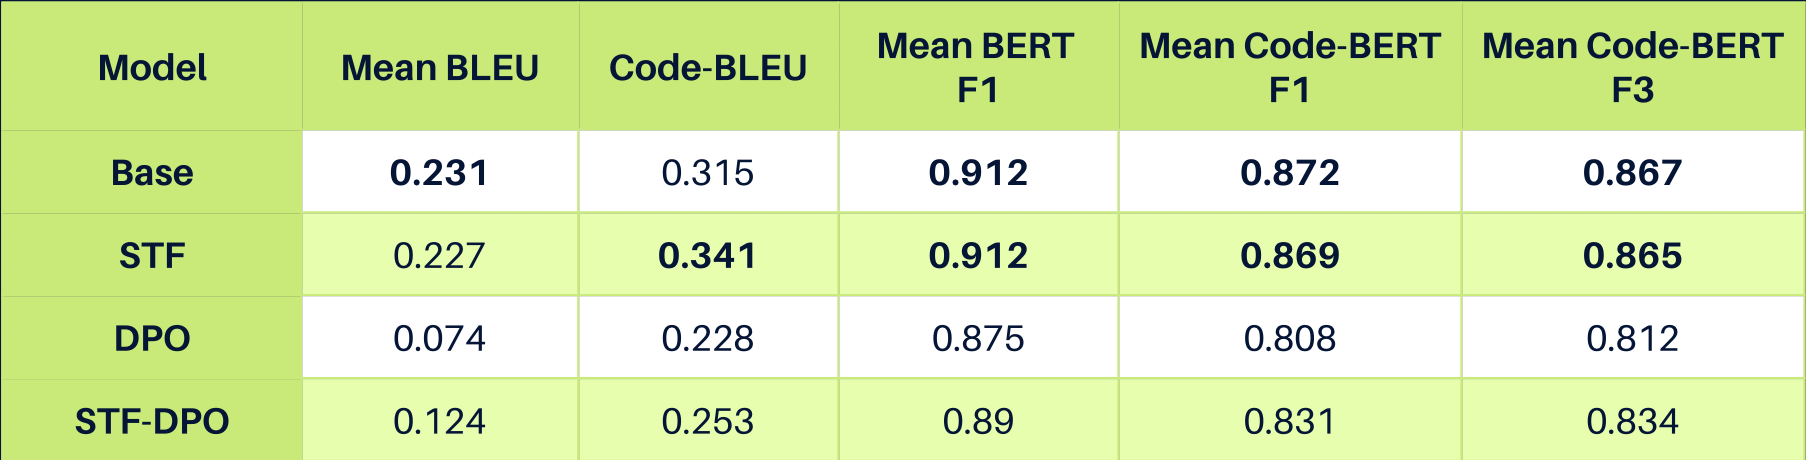 Model Mean BLEU Code-BLEU Mean BERT F1 Mean Code-BERT F1 Mean Code-BERT F3
Base 0.231 0.315 0.912 0.872 0.867
STF 0.227 0.341 0.912 0.869 0.865
DPO 0.074 0.228 0.875 0.808 0.812
STF-DPO 0.124 0.253 0.89 0.831 0.834